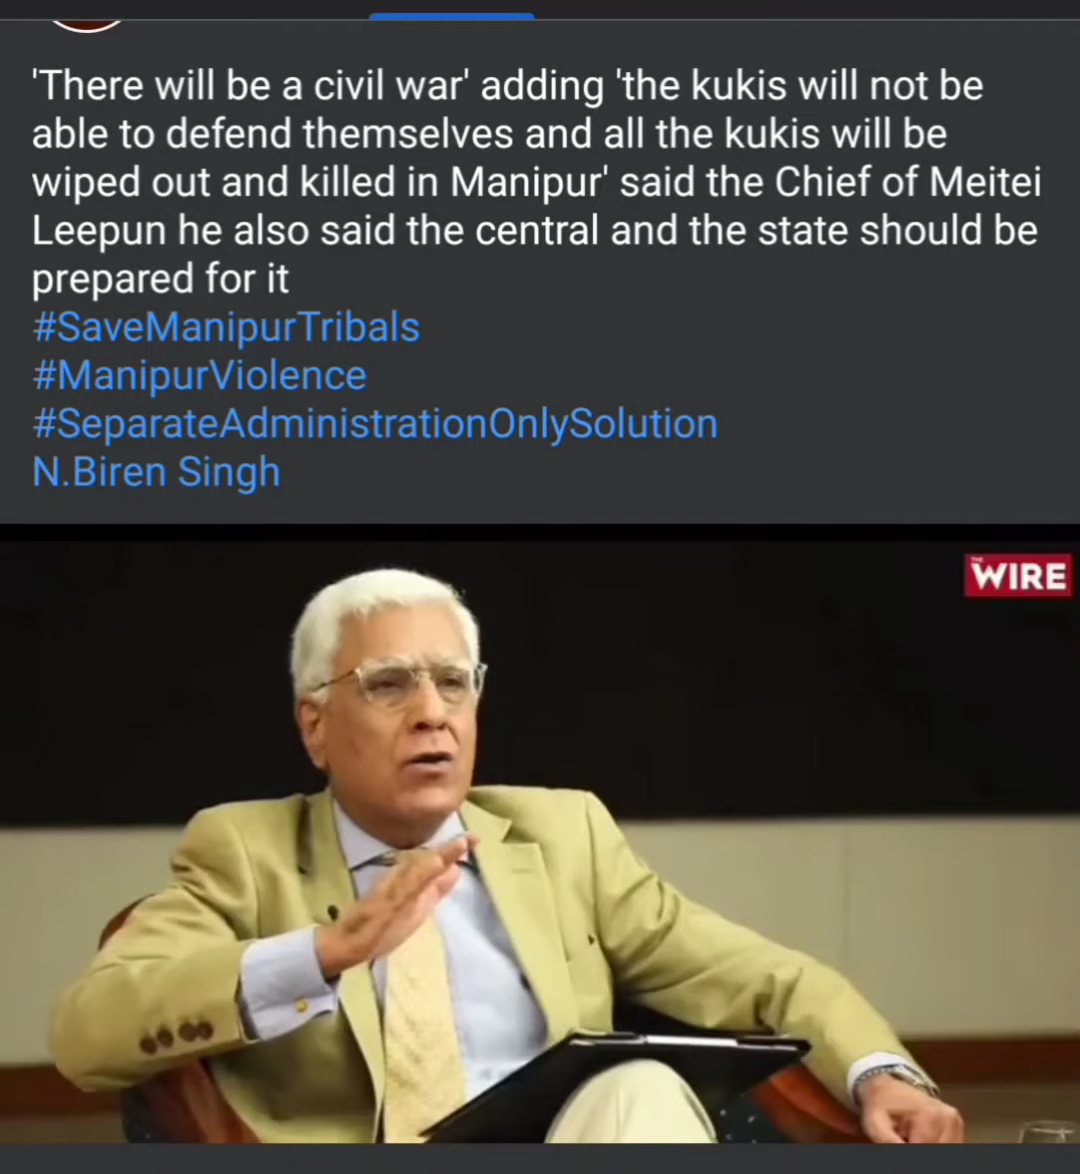 'There will be a civil war' adding 'the kukis will not be
able to defend themselves and all the kukis will be
wiped out and killed in Manipur' said the Chief of Meitei
Leepun he also said the central and the state should be
prepared for it
#SaveManipurTribals
#ManipurViolence
#SeparateAdministrationOnlySolution
N.Biren Singh
THE
WIRE